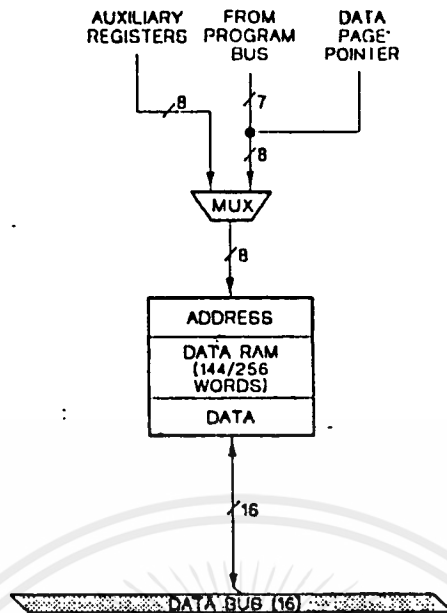 AUXILIARY
REGISTERS
FROM
PROGRAM
BUS
DATA
PAGE
POINTER
8
7
8
MUX
8
ADDRESS
DATA RAM
(144/256
WORDS)
DATA
16
DATA BUS (16)